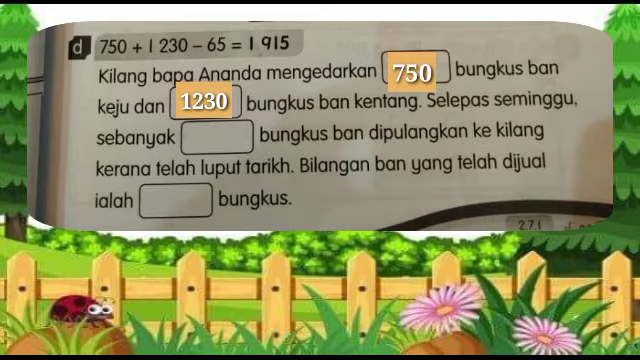 d 750 + 1 230 – 65 = 1 915
Kilang bapa Ananda mengedarkan 750 bungkus ban
keju dan 1230 bungkus ban kentang. Selepas seminggu,
sebanyak bungkus ban dipulangkan ke kilang
kerana telah luput tarikh. Bilangan ban yang telah dijual
ialah bungkus.
2.7.1